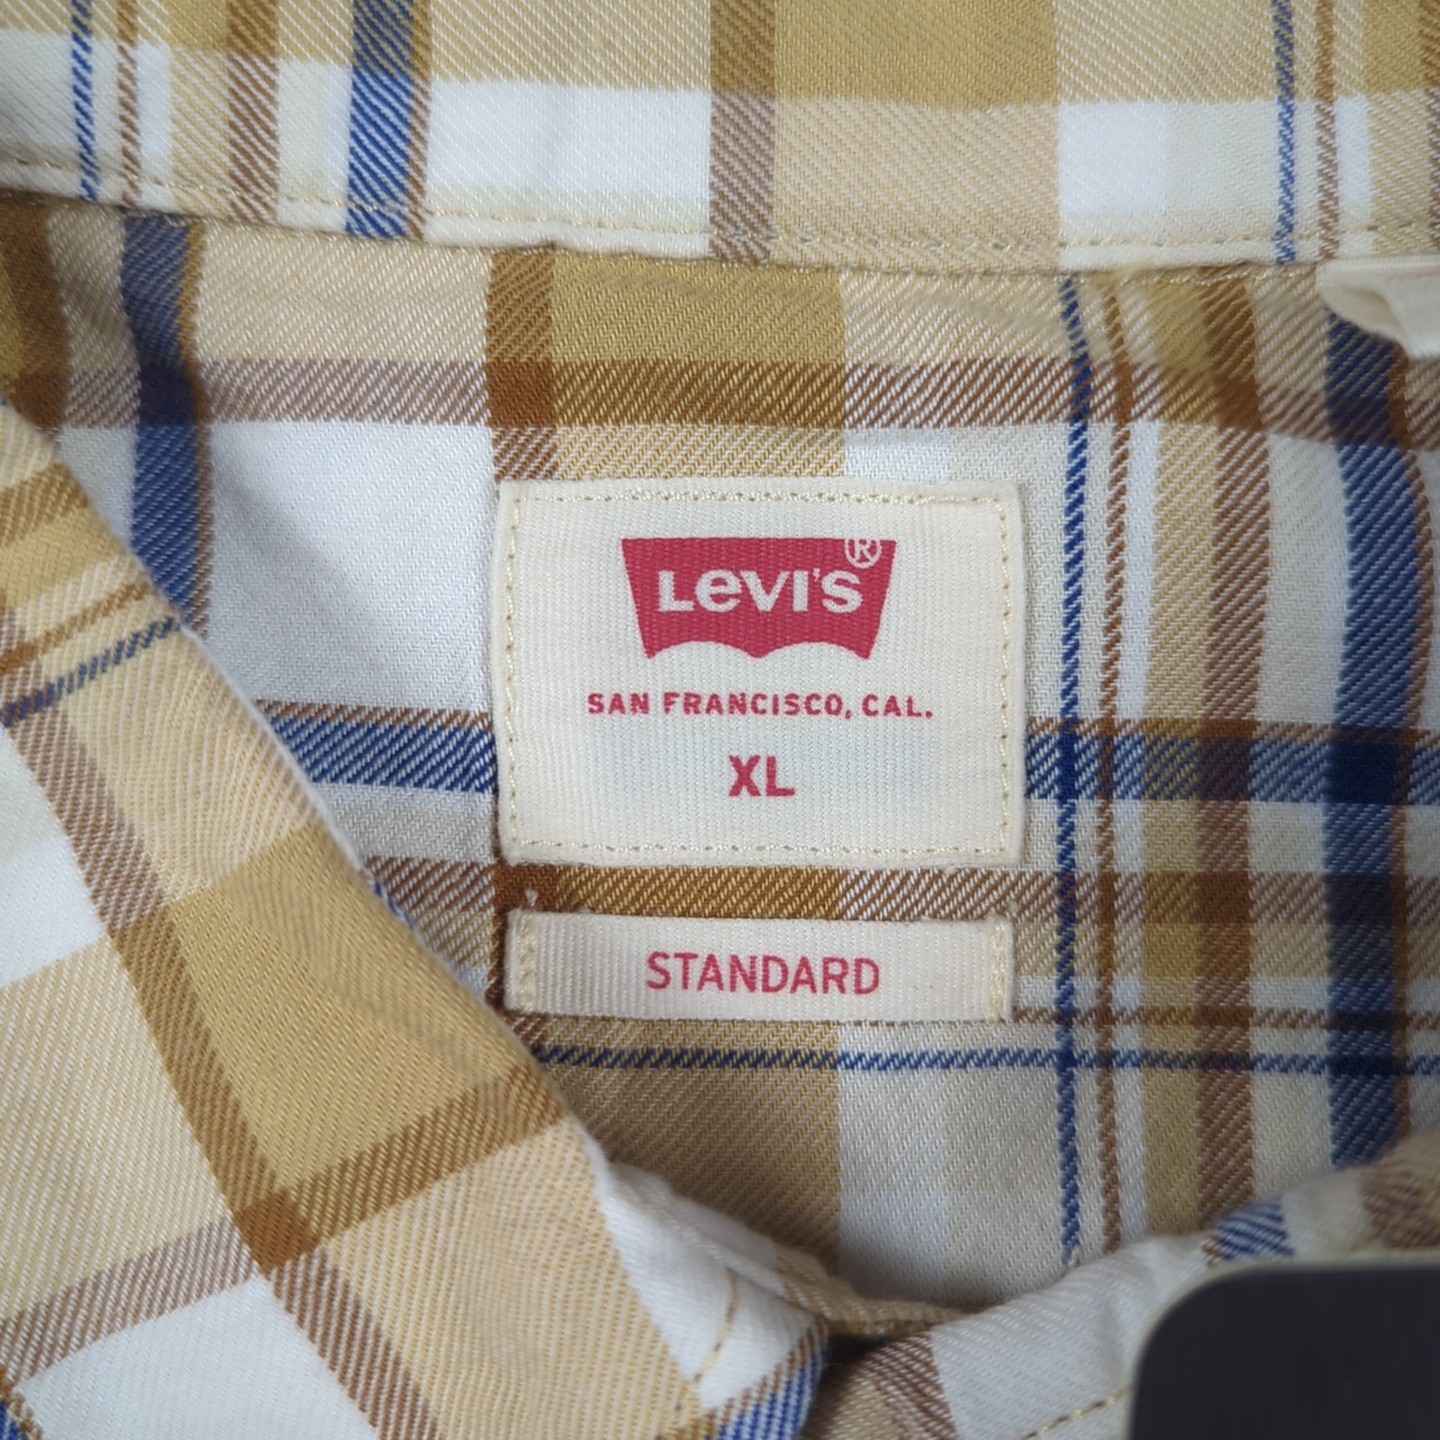 LEVI'S®
SAN FRANCISCO, CAL.
XL
STANDARD